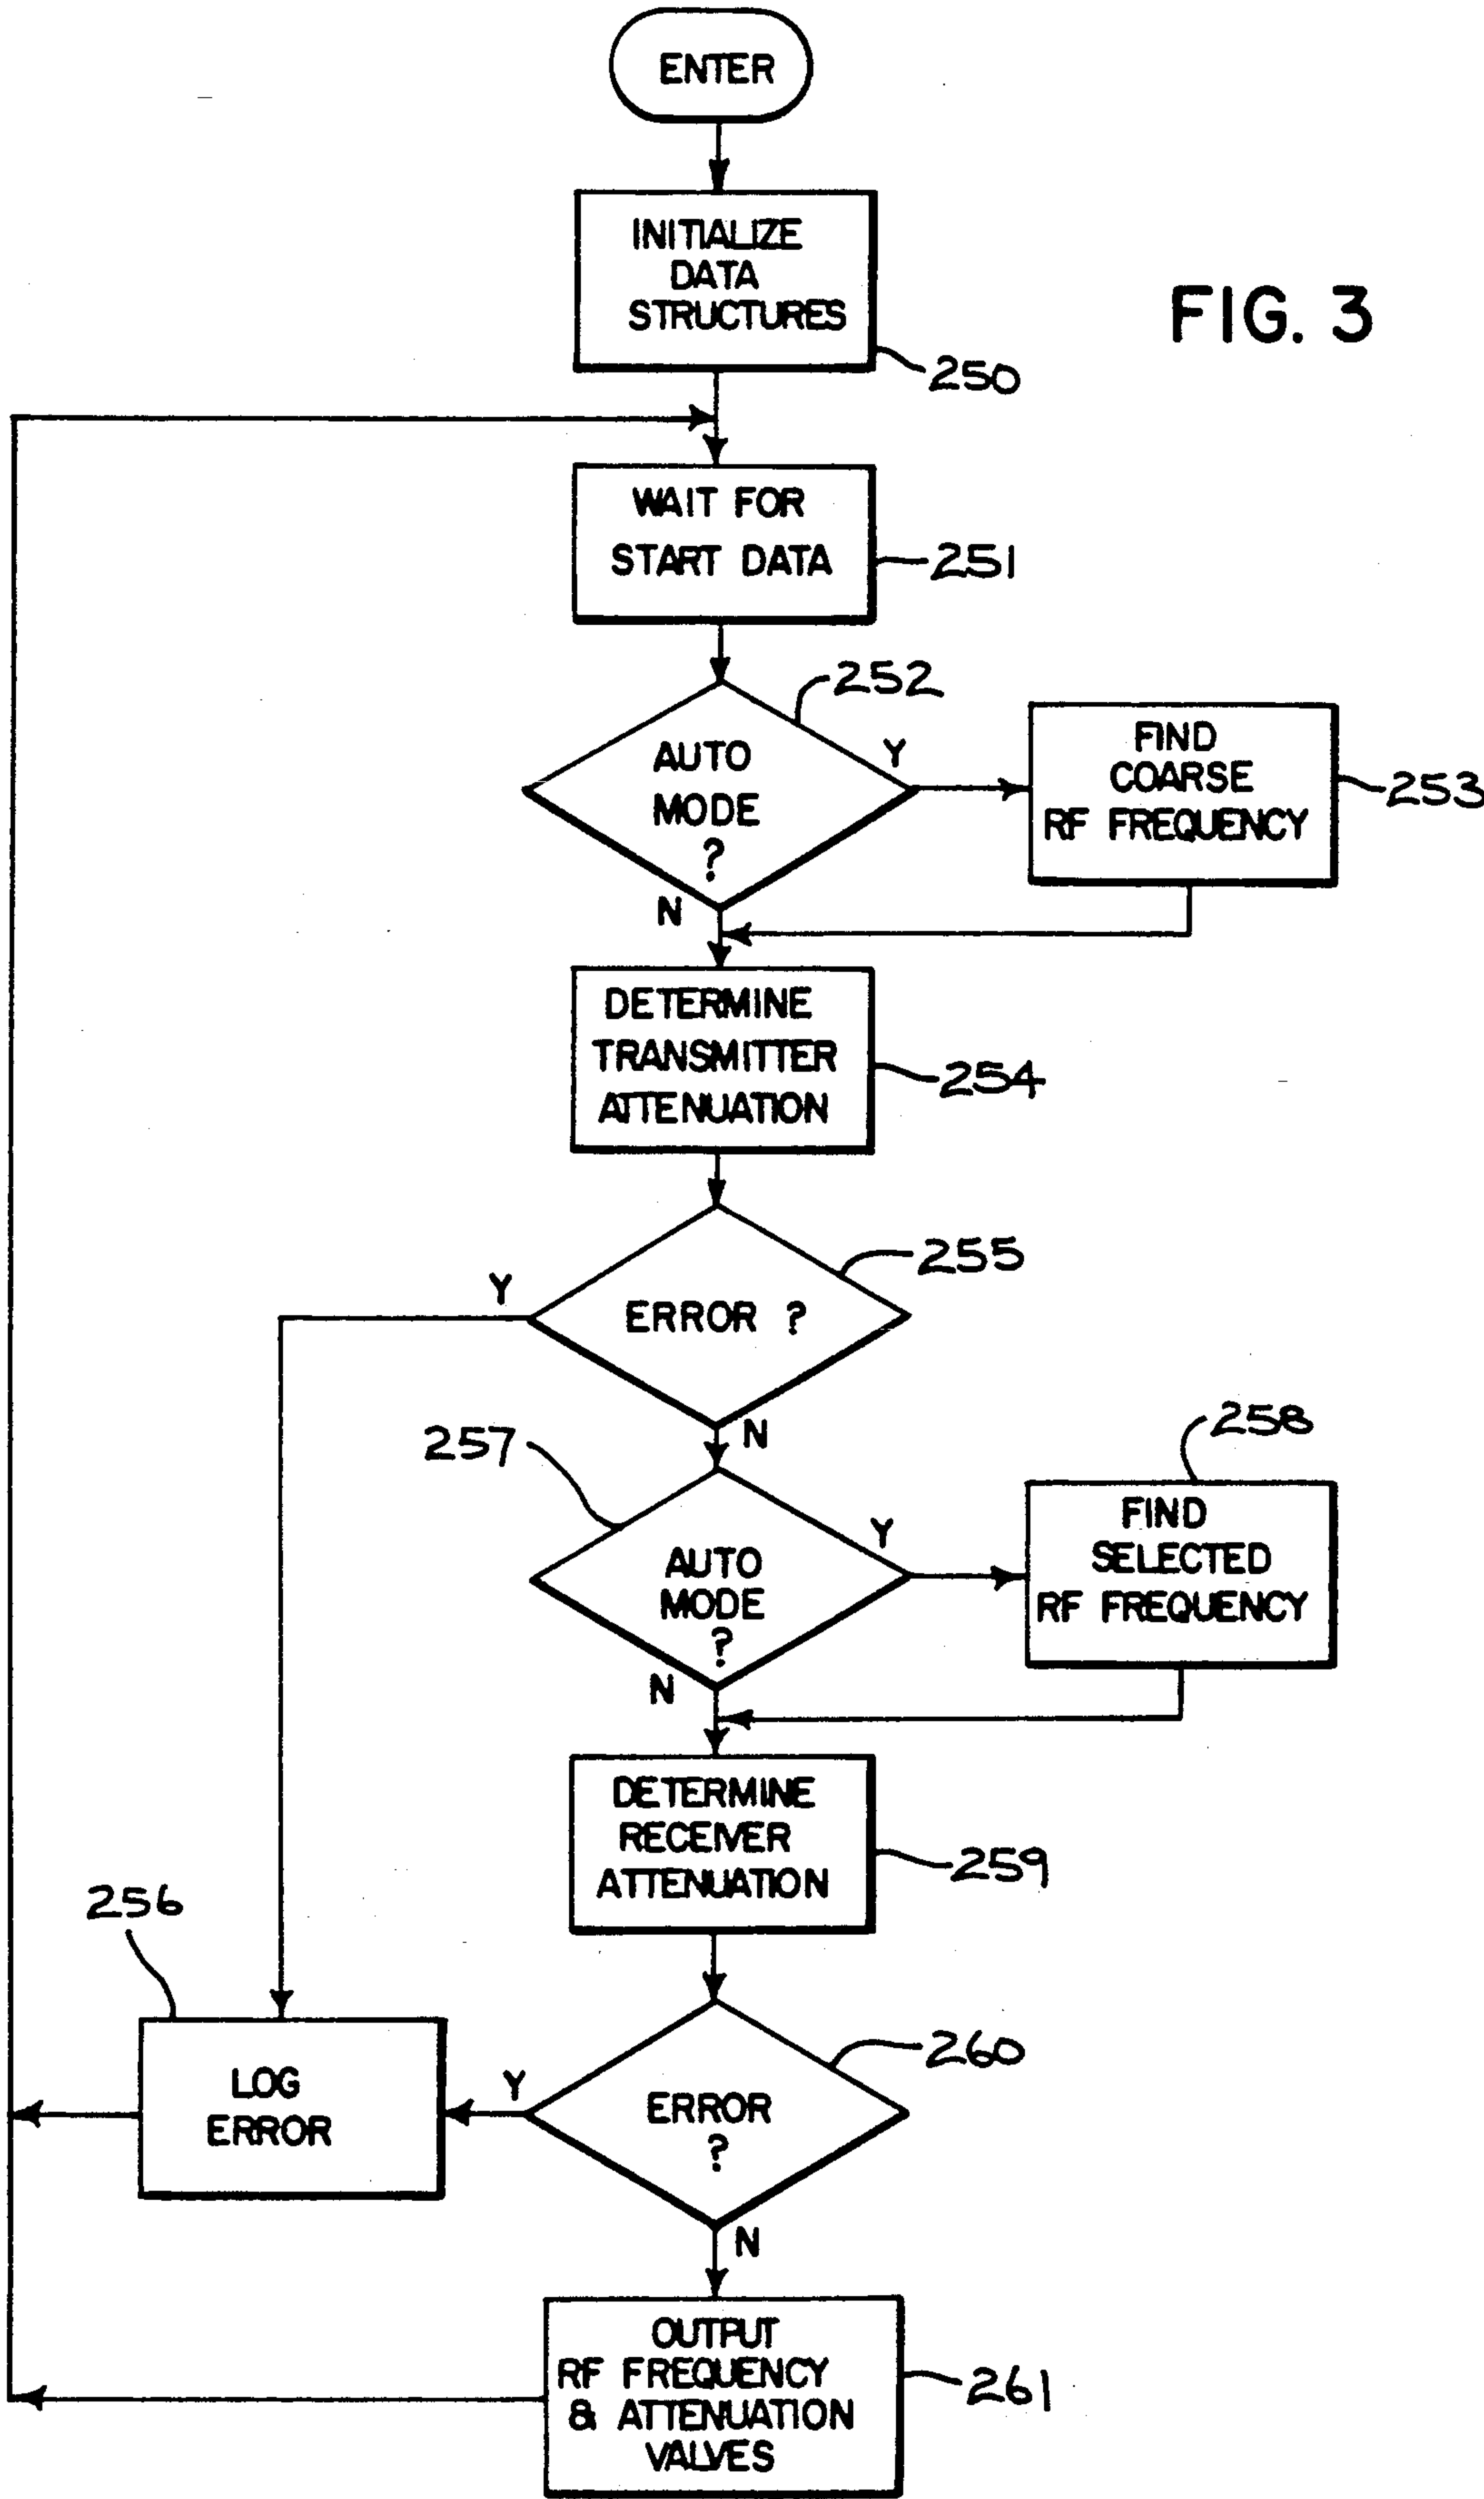 ENTER
INITIALIZE
DATA
STRUCTURES
250
FIG. 3
WAIT FOR
START DATA
251
252
AUTO
MODE
?
Y
N
FIND
COARSE
RF FREQUENCY
253
DETERMINE
TRANSMITTER
ATTENUATION
254
255
ERROR ?
Y
N
257
AUTO
MODE
?
Y
N
258
FIND
SELECTED
RF FREQUENCY
DETERMINE
RECEIVER
ATTENUATION
259
256
LOG
ERROR
260
ERROR
?
Y
N
OUTPUT
RF FREQUENCY
& ATTENUATION
VALVES
261